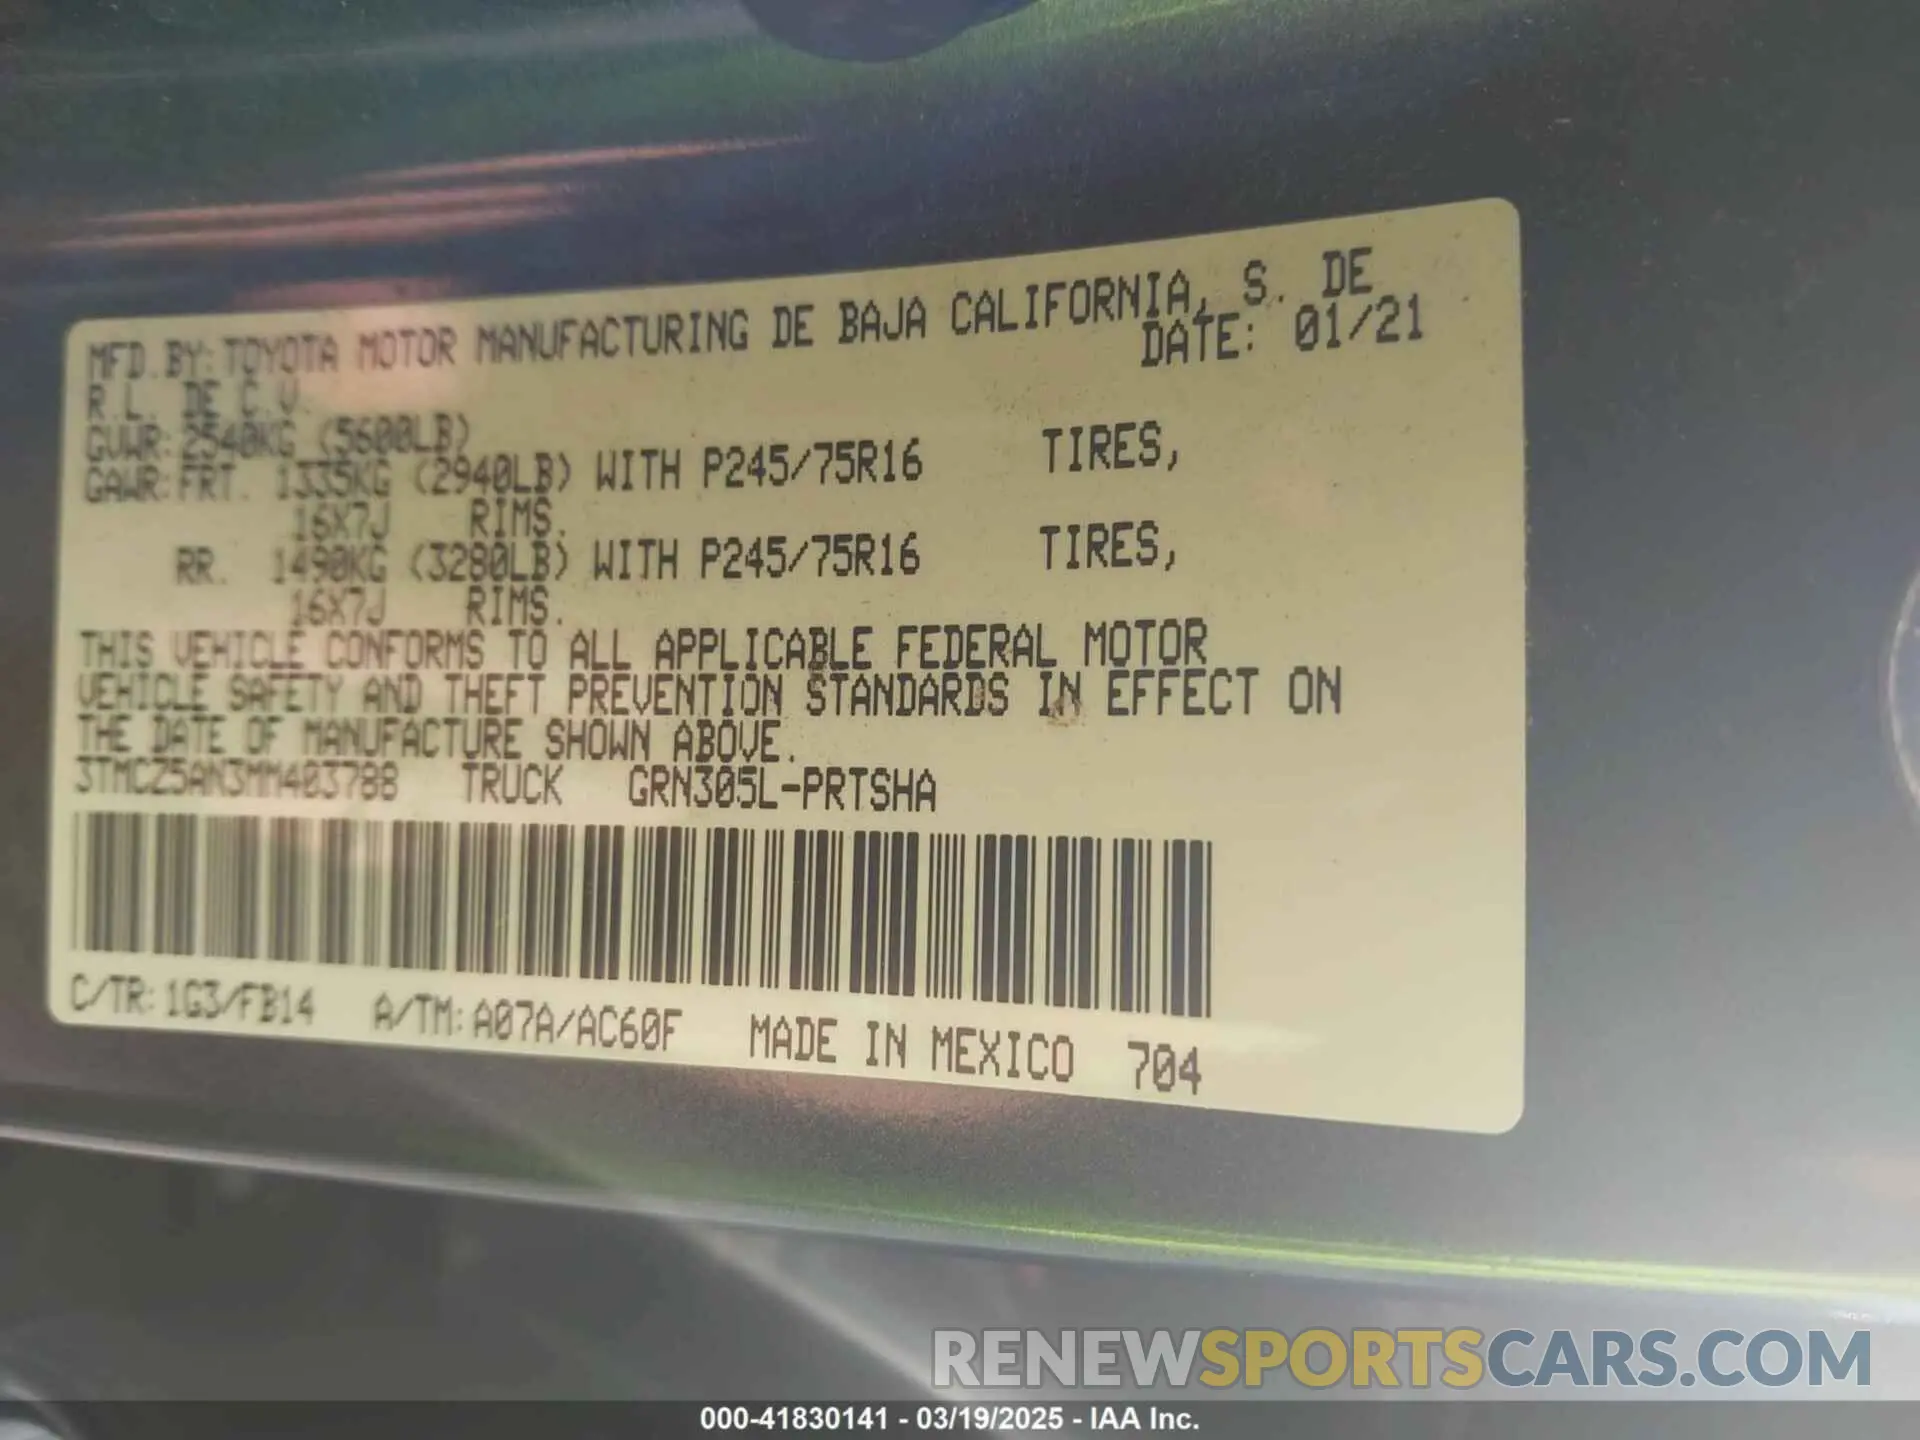 MFD.BY:TOYOTA MOTOR MANUFACTURING DE BAJA CALIFORNIA, S. DE
R.L. DE C.V. DATE: 01/21
GVWR:2540KG (5600LB)
GAWR:FRT. 1335KG (2940LB) WITH P245/75R16 TIRES,
16X7J RIMS.
RR. 1490KG (3280LB) WITH P245/75R16 TIRES,
16X7J RIMS.
THIS VEHICLE CONFORMS TO ALL APPLICABLE FEDERAL MOTOR
VEHICLE SAFETY AND THEFT PREVENTION STANDARDS IN EFFECT ON
THE DATE OF MANUFACTURE SHOWN ABOVE.
3TMCZ5AN3MM403788 TRUCK GRN305L-PRTSHA
C/TR:1G3/FB14 A/TM:A07A/AC60F MADE IN MEXICO 704
RENEWSPORTSCARS.COM
000-41830141 - 03/19/2025 - IAA Inc.